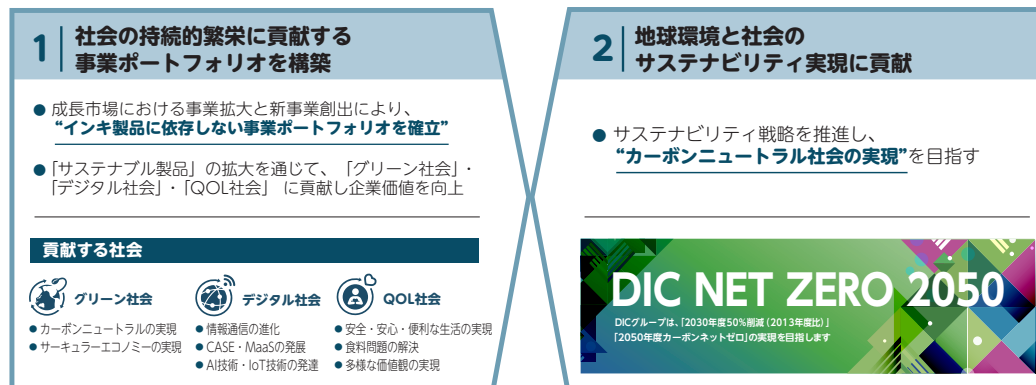 1
社会の持続的繁栄に貢献する
事業ポートフォリオを構築
● 成長市場における事業拡大と新事業創出により、
“インキ製品に依存しない事業ポートフォリオを確立”
● 「サステナブル製品」の拡大を通じて、「グリーン社会」・
「デジタル社会」・「QOL社会」 に貢献し企業価値を向上
貢献する社会
グリーン社会
● カーボンニュートラルの実現
● サーキュラーエコノミーの実現
デジタル社会
● 情報通信の進化
● CASE・MaaSの発展
● AI技術・IoT技術の発達
QOL社会
● 安全・安心・便利な生活の実現
● 食料問題の解決
● 多様な価値観の実現
2
地球環境と社会の
サステナビリティ実現に貢献
● サステナビリティ戦略を推進し、
“カーボンニュートラル社会の実現”を目指す
DIC NET ZERO 2050
DICグループは、「2030年度50%削減（2013年度比）」
「2050年度カーボンネットゼロ」の実現を目指します